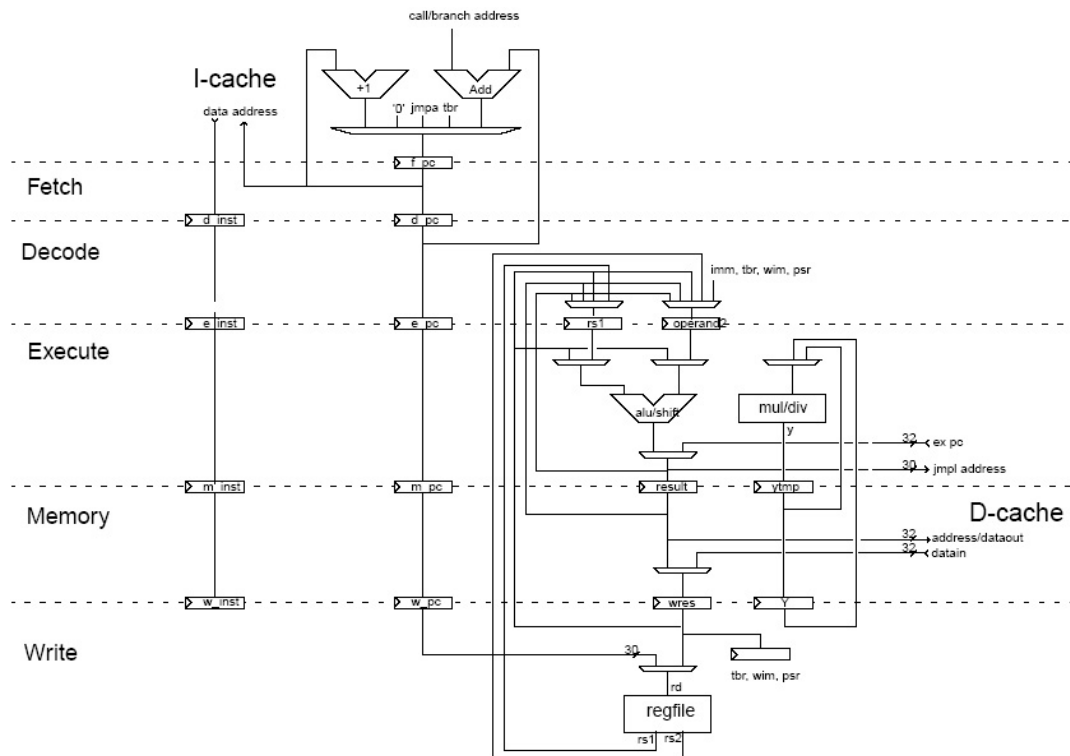 call/branch address
I-cache
data address
+1
Add
'0' jmpa tbr
f_pc
Fetch
d_inst
d_pc
Decode
imm, tbr, wim, psr
e_inst
e_pc
rs1
operand2
Execute
alu/shift
mul/div
y
32
ex pc
30
jmpl address
m_inst
m_pc
result
ytmp
Memory
D-cache
32
address/dataout
32
datain
w_inst
w_pc
wres
Y
Write
30
tbr, wim, psr
rd
regfile
rs1
rs2